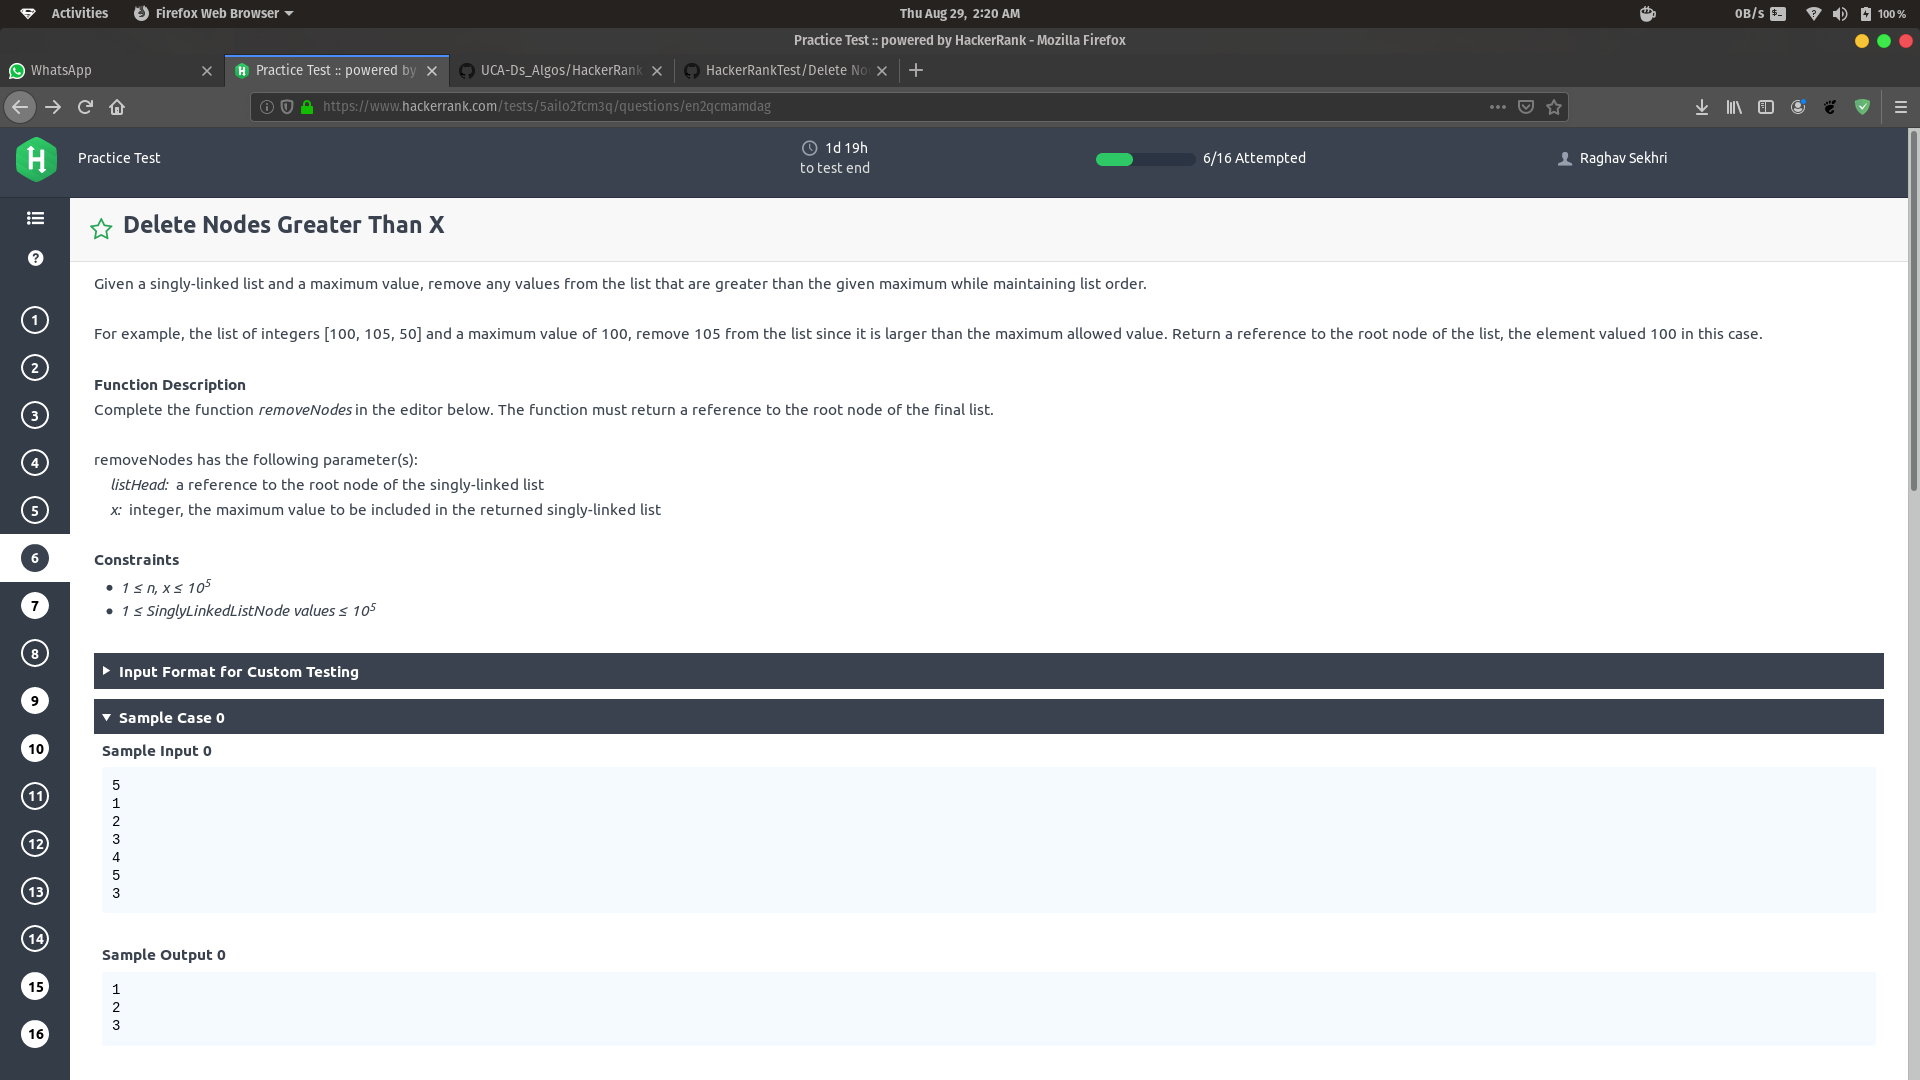 Activities
Firefox Web Browser
Thu Aug 29, 2:20 AM
0B/s
100 %
Practice Test :: powered by HackerRank - Mozilla Firefox
WhatsApp
Practice Test :: powered by
UCA-Ds_Algos/HackerRank
HackerRankTest/Delete No
https://www.hackerrank.com/tests/5ailo2fcm3q/questions/en2qcmamdag
H
Practice Test
1d 19h
to test end
6/16 Attempted
Raghav Sekhri
Delete Nodes Greater Than X
Given a singly-linked list and a maximum value, remove any values from the list that are greater than the given maximum while maintaining list order.
For example, the list of integers [100, 105, 50] and a maximum value of 100, remove 105 from the list since it is larger than the maximum allowed value. Return a reference to the root node of the list, the element valued 100 in this case.
Function Description
Complete the function removeNodes in the editor below. The function must return a reference to the root node of the final list.
removeNodes has the following parameter(s):
listHead: a reference to the root node of the singly-linked list
x: integer, the maximum value to be included in the returned singly-linked list
Constraints
• 1 ≤ n, x ≤ 10⁵
• 1 ≤ SinglyLinkedListNode values ≤ 10⁵
Input Format for Custom Testing
Sample Case 0
Sample Input 0
5
1
2
3
4
5
3
Sample Output 0
1
2
3
?
1
2
3
4
5
6
7
8
9
10
11
12
13
14
15
16